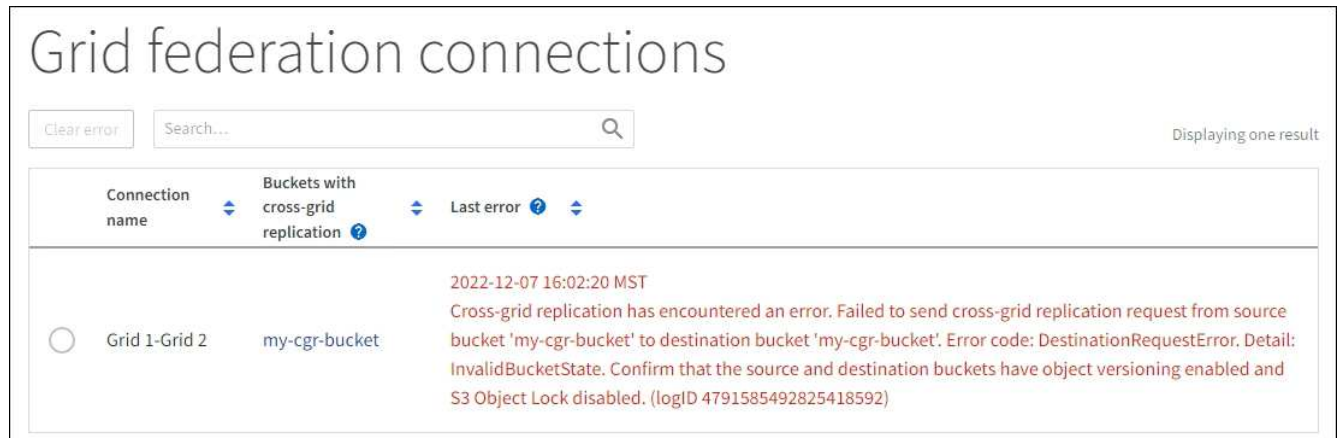 Grid federation connections
Clear error
Search...
Displaying one result
Connection name
Buckets with cross-grid replication ?
Last error ?
Grid 1-Grid 2
my-cgr-bucket
2022-12-07 16:02:20 MST
Cross-grid replication has encountered an error. Failed to send cross-grid replication request from source
bucket 'my-cgr-bucket' to destination bucket 'my-cgr-bucket'. Error code: DestinationRequestError. Detail:
InvalidBucketState. Confirm that the source and destination buckets have object versioning enabled and
S3 Object Lock disabled. (logID 4791585492825418592)